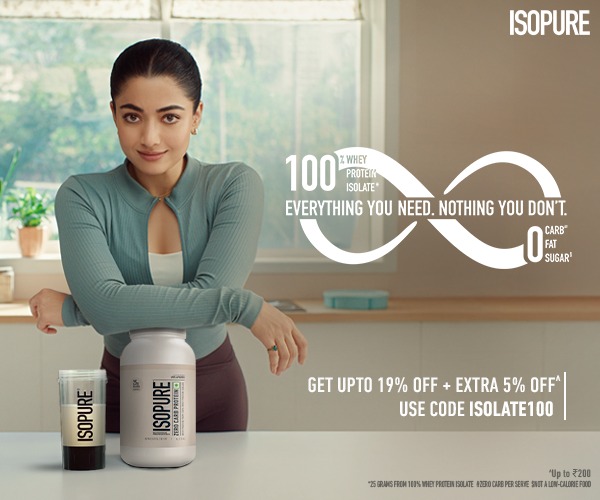 ISOPURE
100% WHEY
PROTEIN
ISOLATE*
EVERYTHING YOU NEED. NOTHING YOU DON'T.
0 CARB#
FAT
SUGAR$
ISOPURE
ISOPURE
ZERO CARB PROTEIN
GET UPTO 19% OFF + EXTRA 5% OFF^
USE CODE ISOLATE100
^Up to ₹200
*25 GRAMS FROM 100% WHEY PROTEIN ISOLATE #ZERO CARB PER SERVE $NOT A LOW-CALORIE FOOD